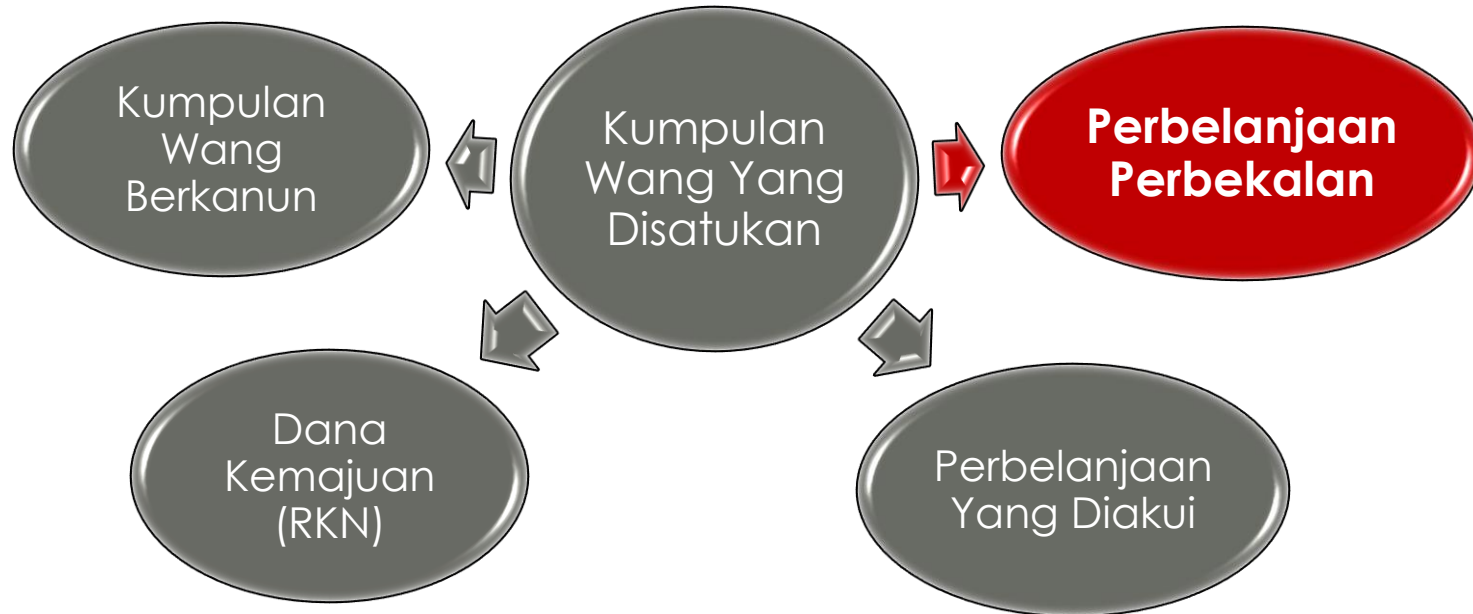 Kumpulan
Wang
Berkanun
Kumpulan
Wang Yang
Disatukan
Perbelanjaan
Perbekalan
Dana
Kemajuan
(RKN)
Perbelanjaan
Yang Diakui